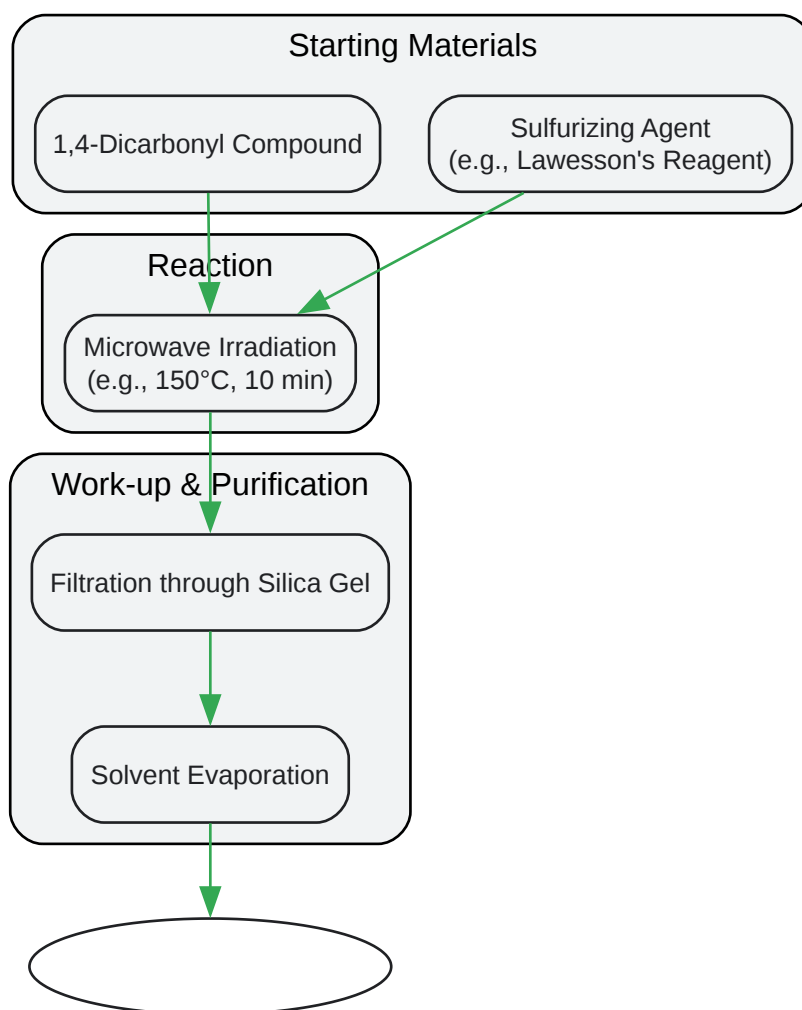 Starting Materials
1,4-Dicarbonyl Compound
Sulfurizing Agent
(e.g., Lawesson's Reagent)
Reaction
Microwave Irradiation
(e.g., 150°C, 10 min)
Work-up & Purification
Filtration through Silica Gel
Solvent Evaporation